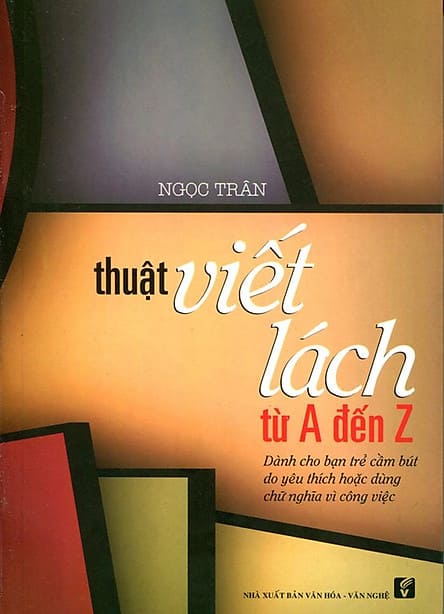 NGỌC TRÂN
thuật viết
lách
từ A đến Z
Dành cho bạn trẻ cầm bút
do yêu thích hoặc dùng
chữ nghĩa vì công việc
NHÀ XUẤT BẢN VĂN HÓA - VĂN NGHỆ